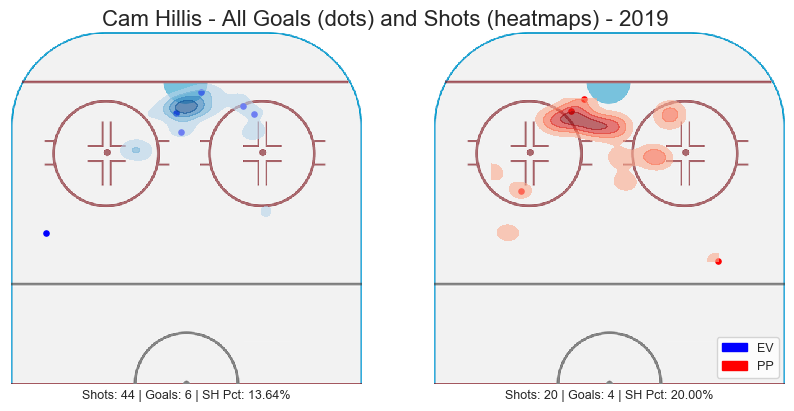 Cam Hillis - All Goals (dots) and Shots (heatmaps) - 2019
EV
PP
Shots: 44 | Goals: 6 | SH Pct: 13.64%
Shots: 20 | Goals: 4 | SH Pct: 20.00%